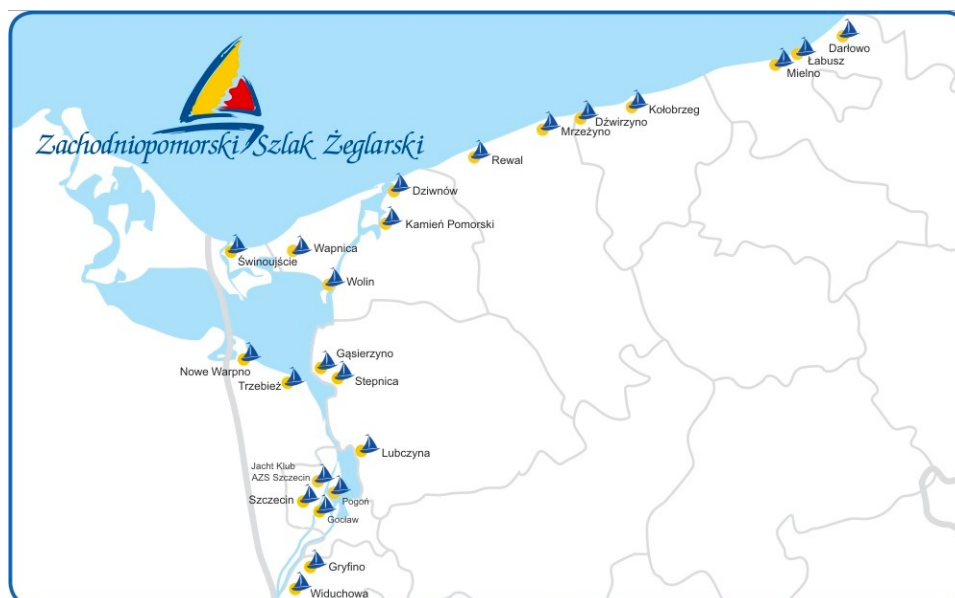 Darłowo
Łabusz
Mielno
Kołobrzeg
Dźwirzyno
Mrzeżyno
Zachodniopomorski Szlak Żeglarski
Rewal
Dziwnów
Kamień Pomorski
Wapnica
Świnoujście
Wolin
Gąsierzyno
Nowe Warpno
Stepnica
Trzebież
Lubczyna
Jacht Klub
AZS Szczecin
Szczecin
Pogoń
Gocław
Gryfino
Widuchowa